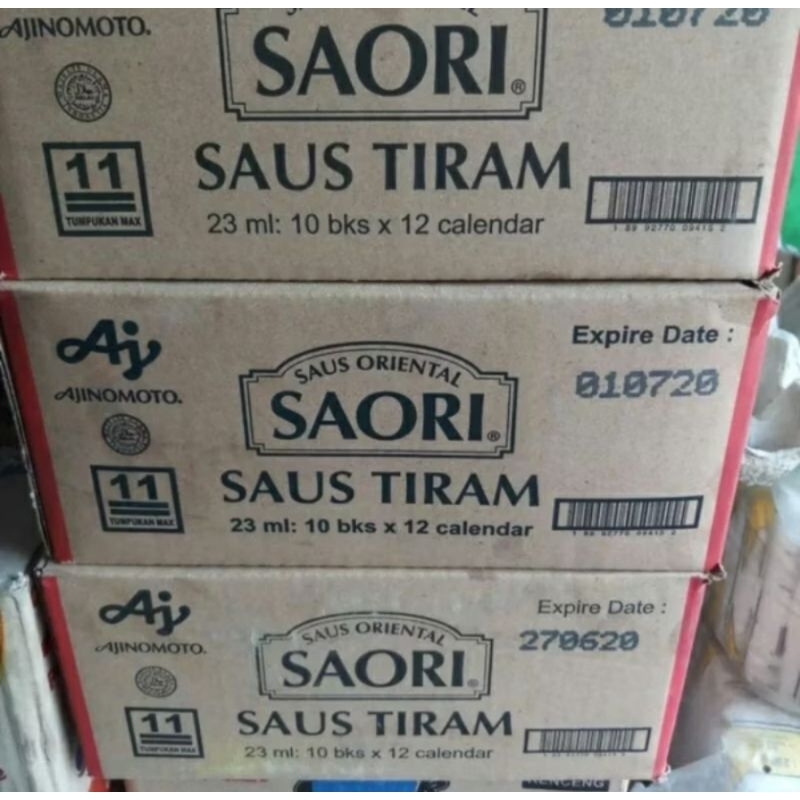 AJINOMOTO.
010720
SAORI®
11
TUMPUKAN MAX
SAUS TIRAM
23 ml: 10 bks x 12 calendar
Aj
AJINOMOTO.
SAUS ORIENTAL
SAORI®
Expire Date :
010720
11
TUMPUKAN MAX
SAUS TIRAM
23 ml: 10 bks x 12 calendar
Aj
AJINOMOTO.
SAUS ORIENTAL
SAORI®
Expire Date :
270620
11
TUMPUKAN MAX
SAUS TIRAM
23 ml: 10 bks x 12 calendar
RENCENG